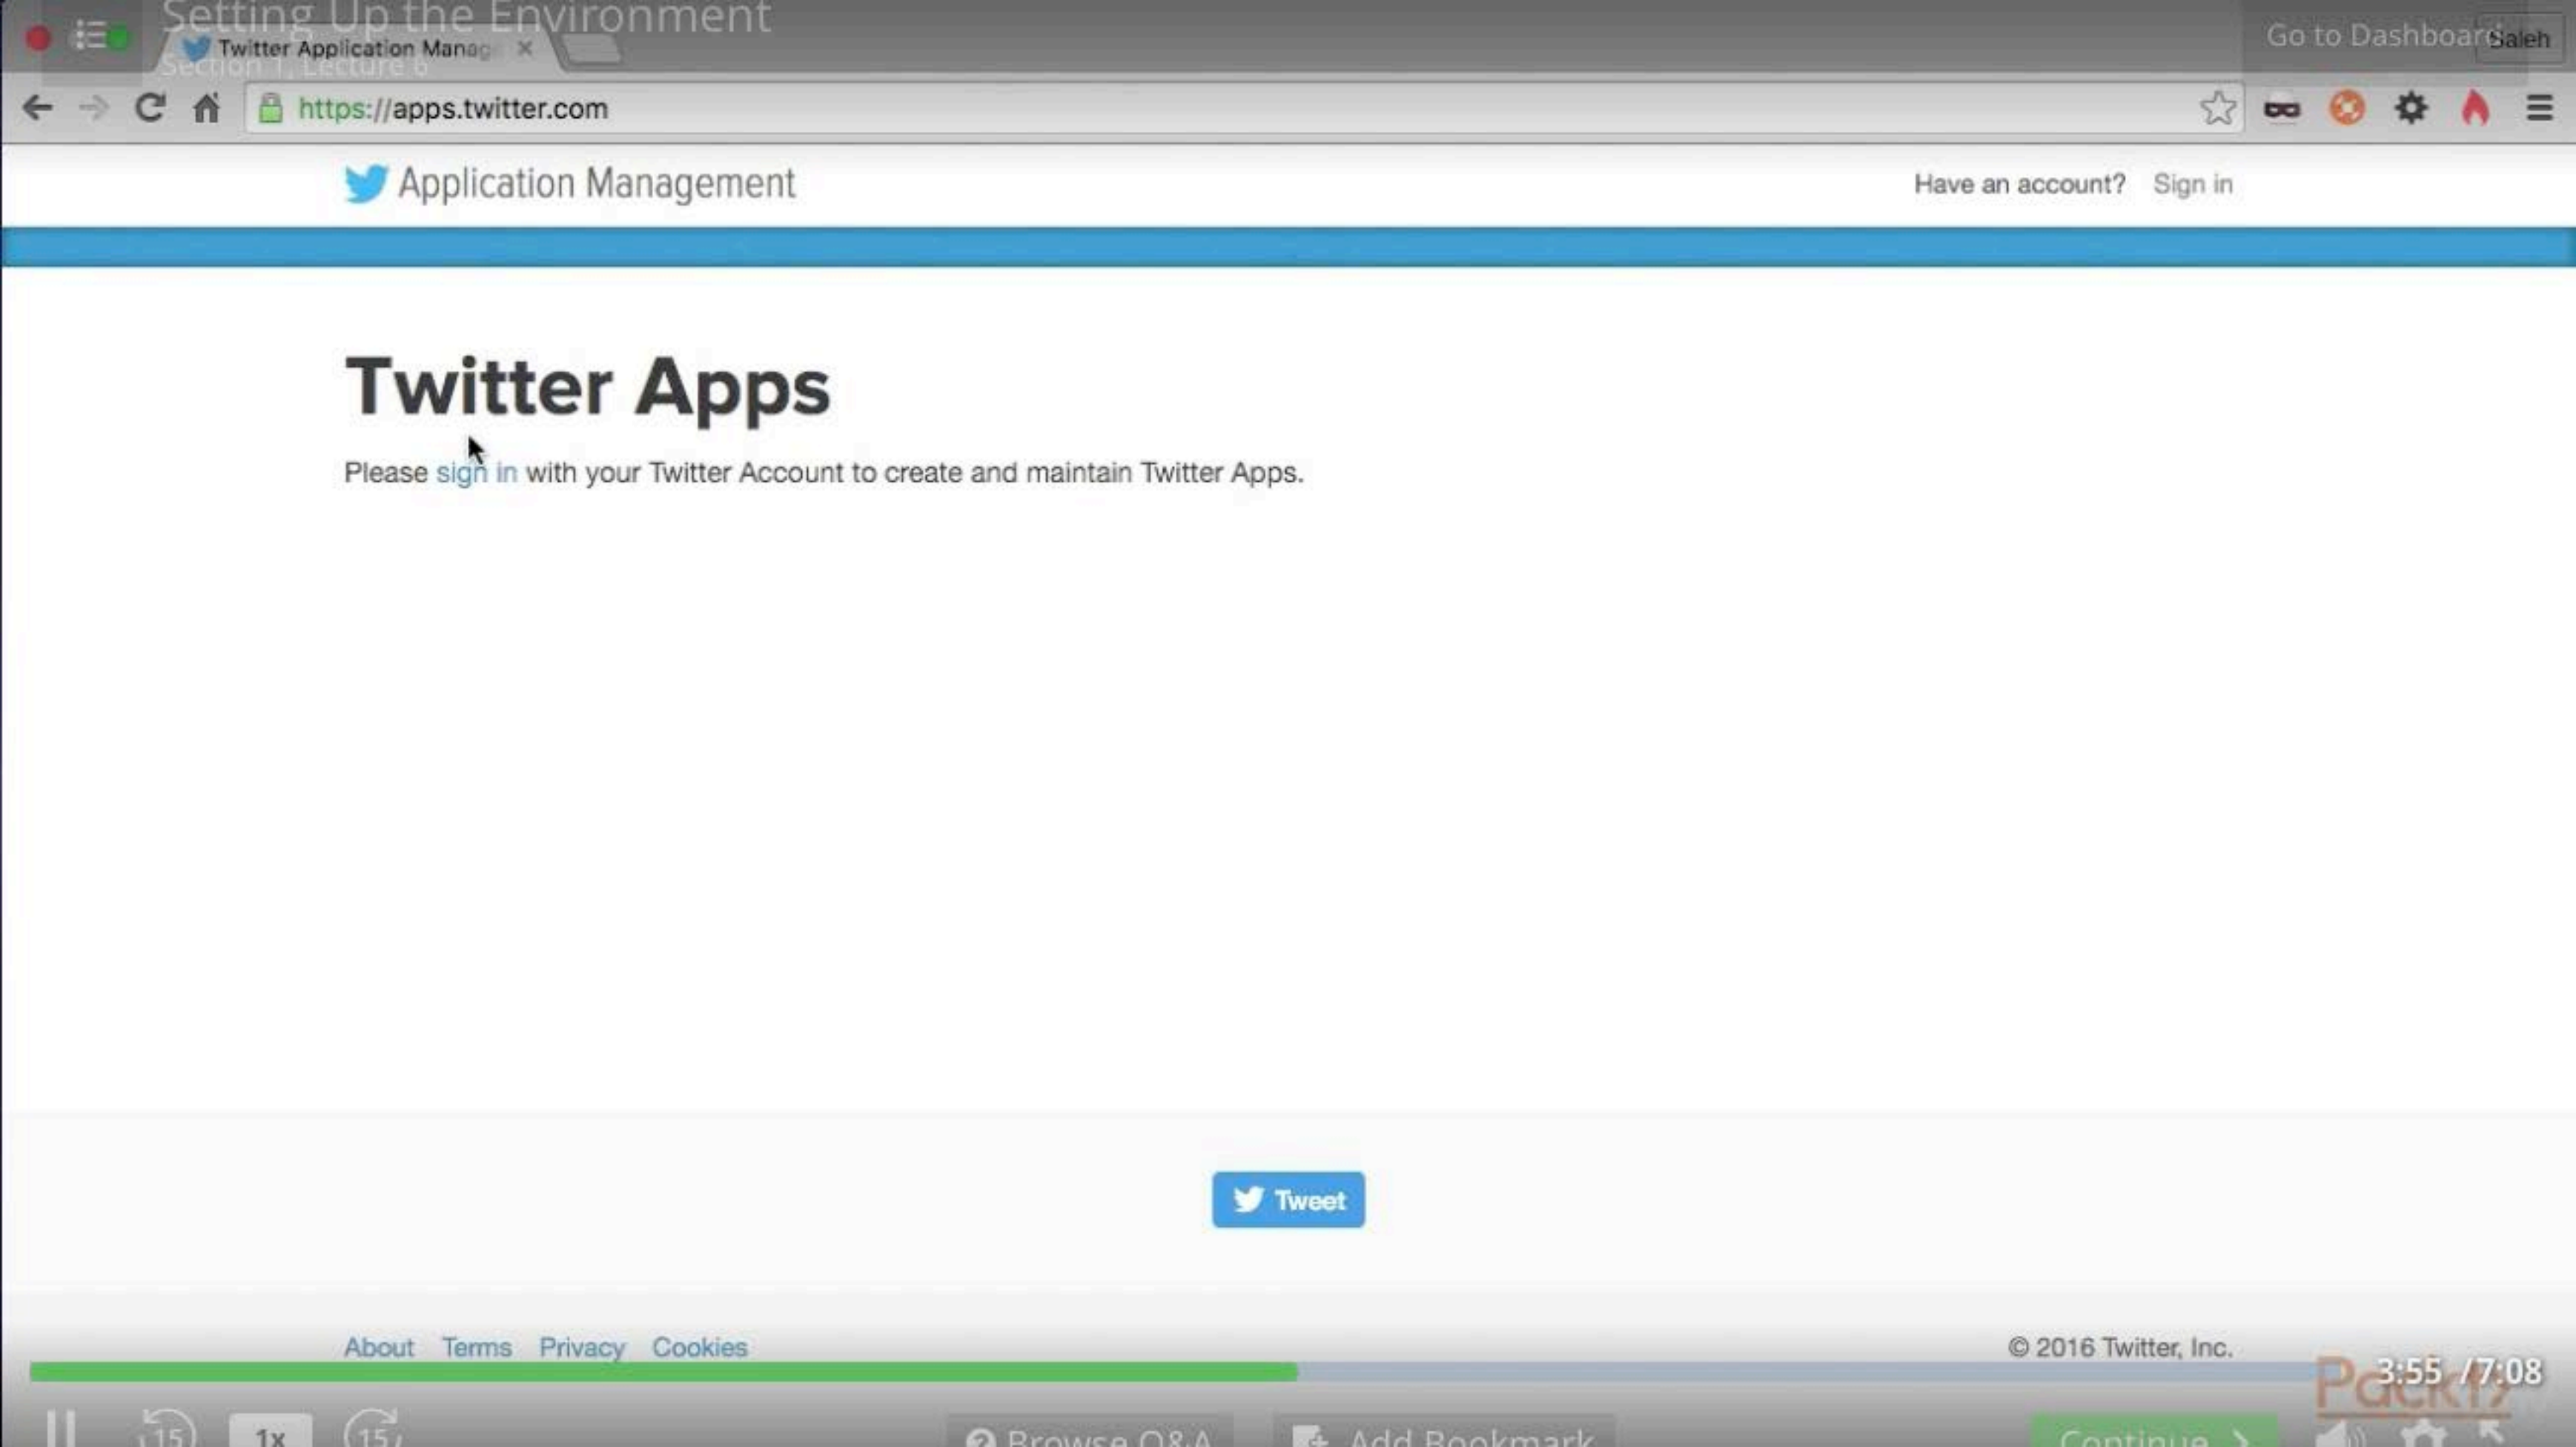 Setting Up the Environment
Go to Dashboard
Saleh
Twitter Application Manag
Section 1, Lecture 6
https://apps.twitter.com
Application Management
Have an account? Sign in
Twitter Apps
Please sign in with your Twitter Account to create and maintain Twitter Apps.
Tweet
About Terms Privacy Cookies
© 2016 Twitter, Inc.
3:55 / 7:08
Packt
15
1x
15
Browse Q&A
Add Bookmark
Continue